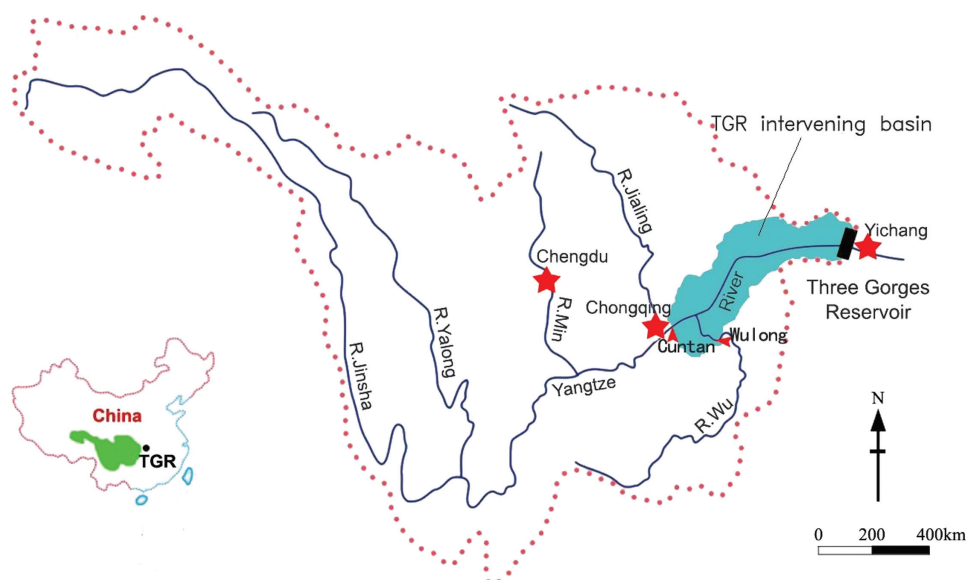 TGR intervening basin
R.Jialing
Yichang
Chengdu
River
Three Gorges
Reservoir
Chongqing
R.Min
R.Yalong
Cuntan
Wulong
R.Jinsha
Yangtze
R.Wu
China
TGR
N
0 200 400km